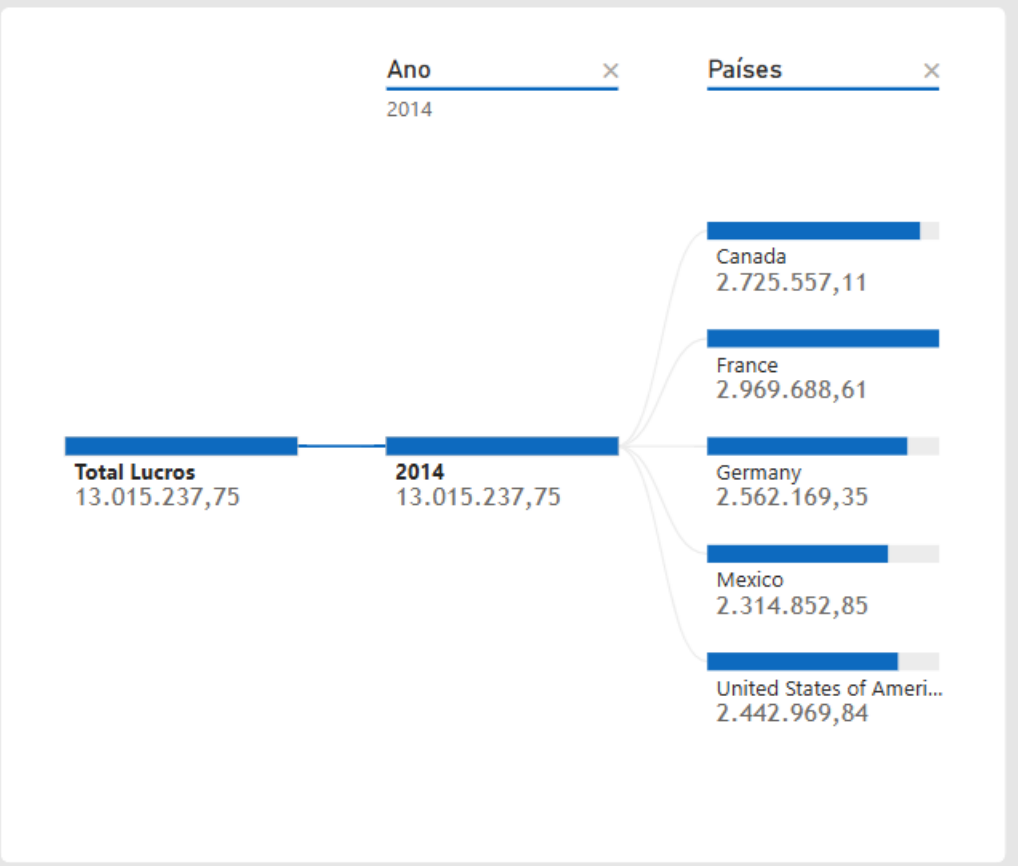 Ano
2014
Países
Total Lucros
13.015.237,75
2014
13.015.237,75
Canada
2.725.557,11
France
2.969.688,61
Germany
2.562.169,35
Mexico
2.314.852,85
United States of Ameri...
2.442.969,84